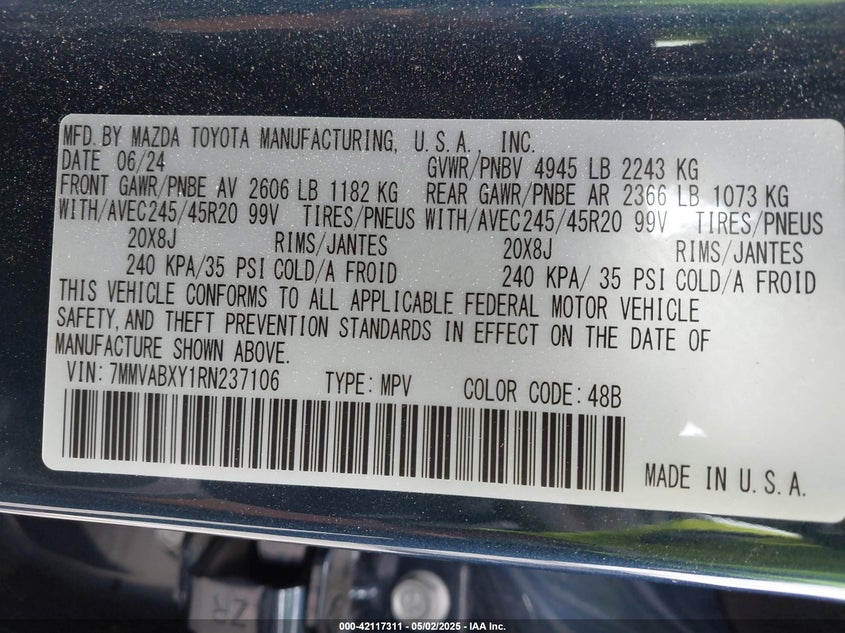 MFD. BY MAZDA TOYOTA MANUFACTURING, U.S.A. INC.
DATE 06/24 GVWR/PNBV 4945 LB 2243 KG
FRONT GAWR/PNBE AV 2606 LB 1182 KG REAR GAWR/PNBE AR 2366 LB 1073 KG
WITH/AVEC245/45R20 99V TIRES/PNEUS WITH/AVEC245/45R20 99V TIRES/PNEUS
20X8J RIMS/JANTES 20X8J RIMS/JANTES
240 KPA/35 PSI COLD/A FROID 240 KPA/ 35 PSI COLD/A FROID
THIS VEHICLE CONFORMS TO ALL APPLICABLE FEDERAL MOTOR VEHICLE
SAFETY, AND THEFT PREVENTION STANDARDS IN EFFECT ON THE DATE OF
MANUFACTURE SHOWN ABOVE.
VIN: 7MMVABXY1RN237106 TYPE: MPV COLOR CODE: 48B
MADE IN U.S.A.
ZR
000-42117311 - 05/02/2025 - IAA Inc.